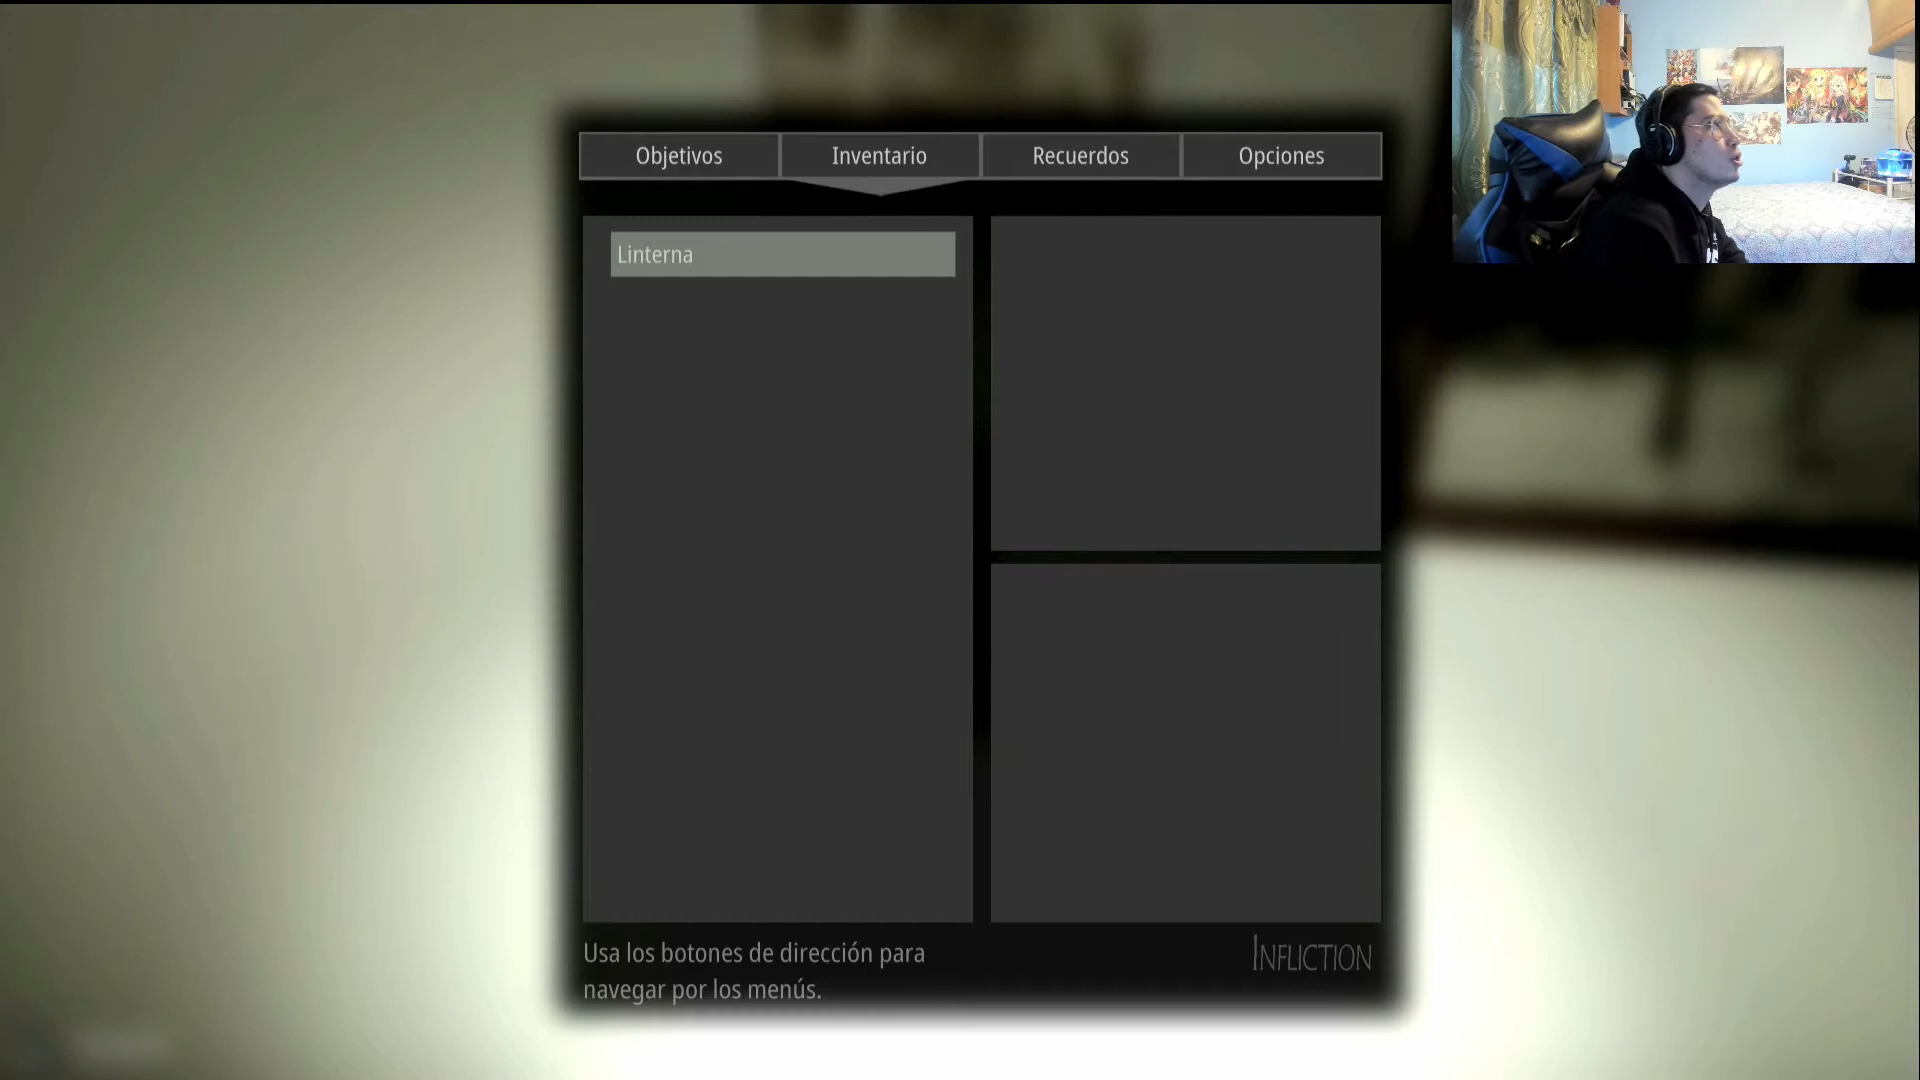 Objetivos
Inventario
Recuerdos
Opciones
Linterna
Usa los botones de dirección para
navegar por los menús.
INFLICTION